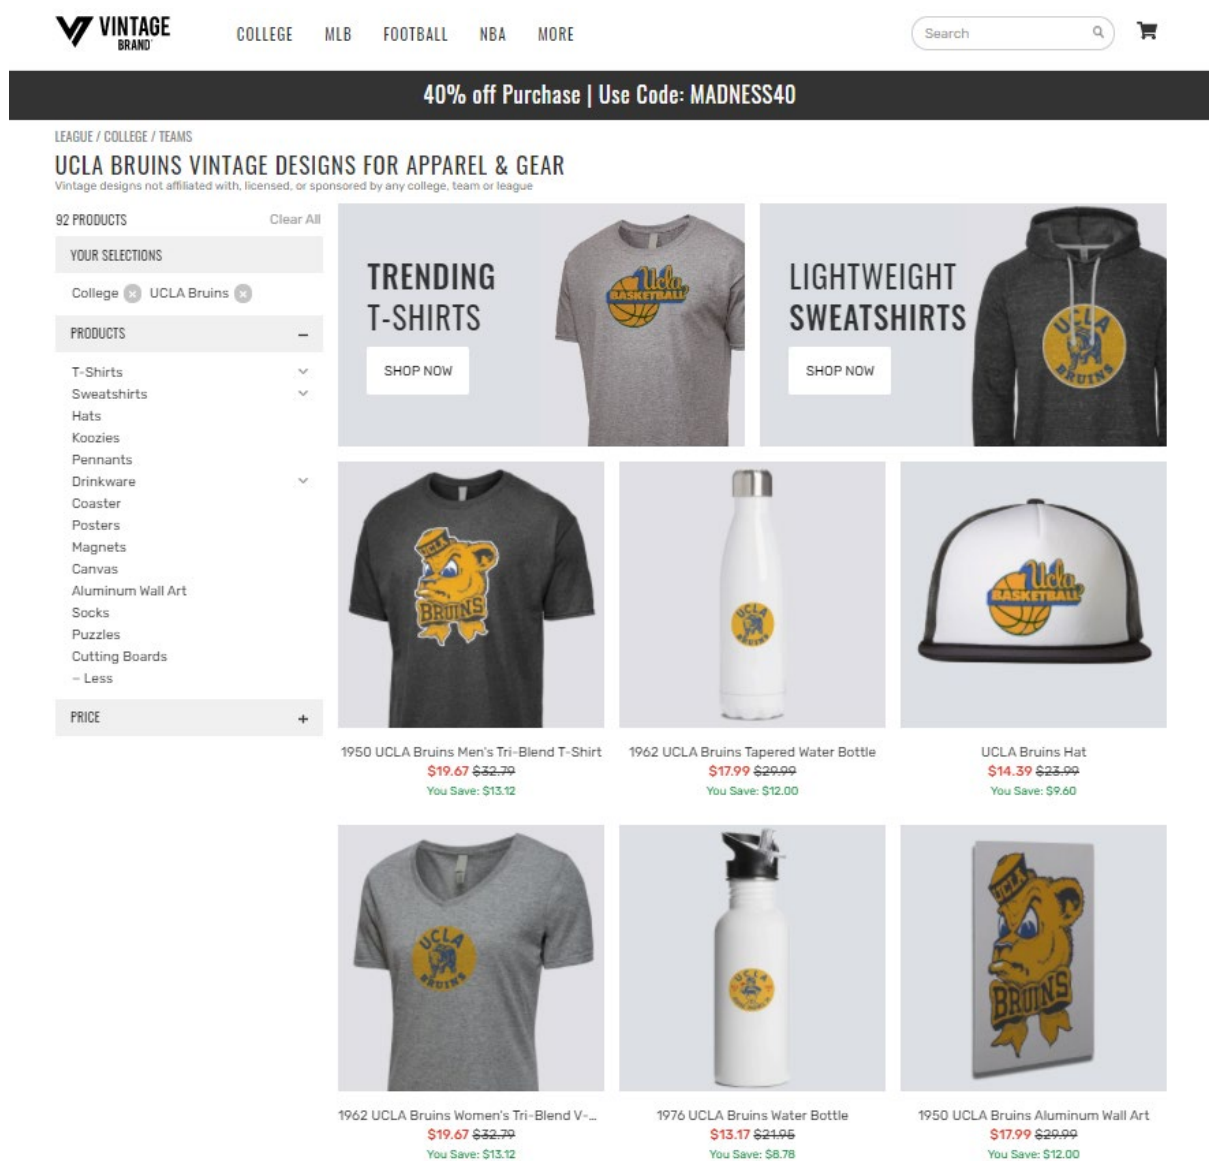 VINTAGE
BRAND
COLLEGE MLB FOOTBALL NBA MORE
Search
40% off Purchase | Use Code: MADNESS40
LEAGUE / COLLEGE / TEAMS
UCLA BRUINS VINTAGE DESIGNS FOR APPAREL & GEAR
Vintage designs not affiliated with, licensed, or sponsored by any college, team or league
92 PRODUCTS Clear All
YOUR SELECTIONS
College UCLA Bruins
PRODUCTS –
T-Shirts
Sweatshirts
Hats
Koozies
Pennants
Drinkware
Coaster
Posters
Magnets
Canvas
Aluminum Wall Art
Socks
Puzzles
Cutting Boards
– Less
PRICE +
TRENDING
T-SHIRTS
SHOP NOW
Ucla
BASKETBALL
LIGHTWEIGHT
SWEATSHIRTS
SHOP NOW
UCLA
BRUINS
UCLA
BRUINS
UCLA
BRUINS
Ucla
BASKETBALL
1950 UCLA Bruins Men's Tri-Blend T-Shirt
$19.67 $32.79
You Save: $13.12
1962 UCLA Bruins Tapered Water Bottle
$17.99 $29.99
You Save: $12.00
UCLA Bruins Hat
$14.39 $23.99
You Save: $9.60
UCLA
BRUINS
UCLA
UCLA
BRUINS
1962 UCLA Bruins Women's Tri-Blend V-...
$19.67 $32.79
You Save: $13.12
1976 UCLA Bruins Water Bottle
$13.17 $21.95
You Save: $8.78
1950 UCLA Bruins Aluminum Wall Art
$17.99 $29.99
You Save: $12.00